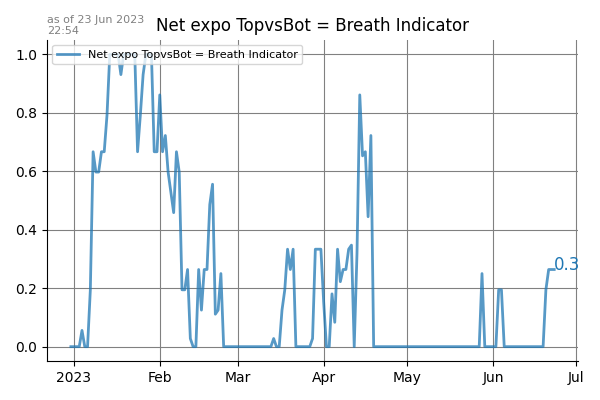 as of 23 Jun 2023
22:54
Net expo TopvsBot = Breath Indicator
Net expo TopvsBot = Breath Indicator
1.0
0.8
0.6
0.4
0.2
0.0
0.3
2023 Feb Mar Apr May Jun Jul